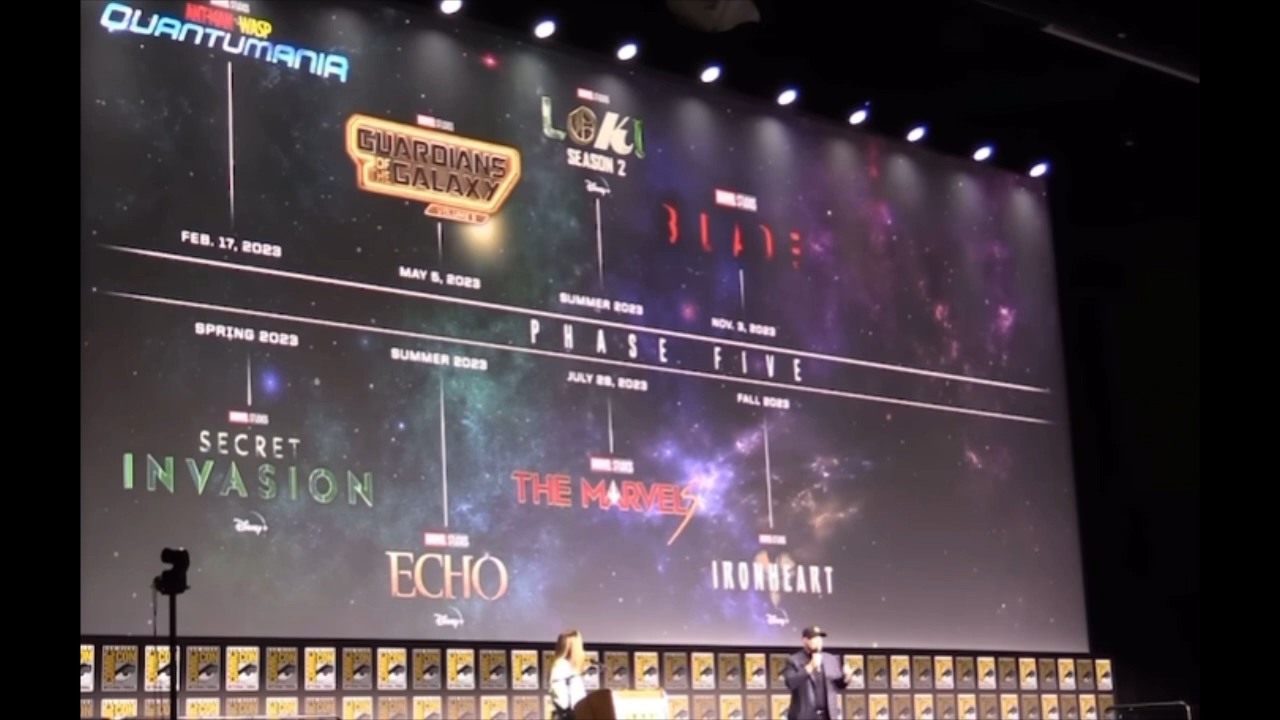 MARVEL STUDIOS
ANT-MAN AND THE WASP
QUANTUMANIA
FEB. 17, 2023
MARVEL STUDIOS
GUARDIANS
OF THE GALAXY
VOLUME 3
MAY 5, 2023
MARVEL STUDIOS
LOKI
SEASON 2
Disney+
SUMMER 2023
MARVEL STUDIOS
BLADE
NOV. 3, 2023
PHASE FIVE
SPRING 2023
MARVEL STUDIOS
SECRET
INVASION
Disney+
SUMMER 2023
MARVEL STUDIOS
ECHO
Disney+
JULY 28, 2023
MARVEL STUDIOS
THE MARVELS
FALL 2023
MARVEL STUDIOS
IRONHEART
Disney+